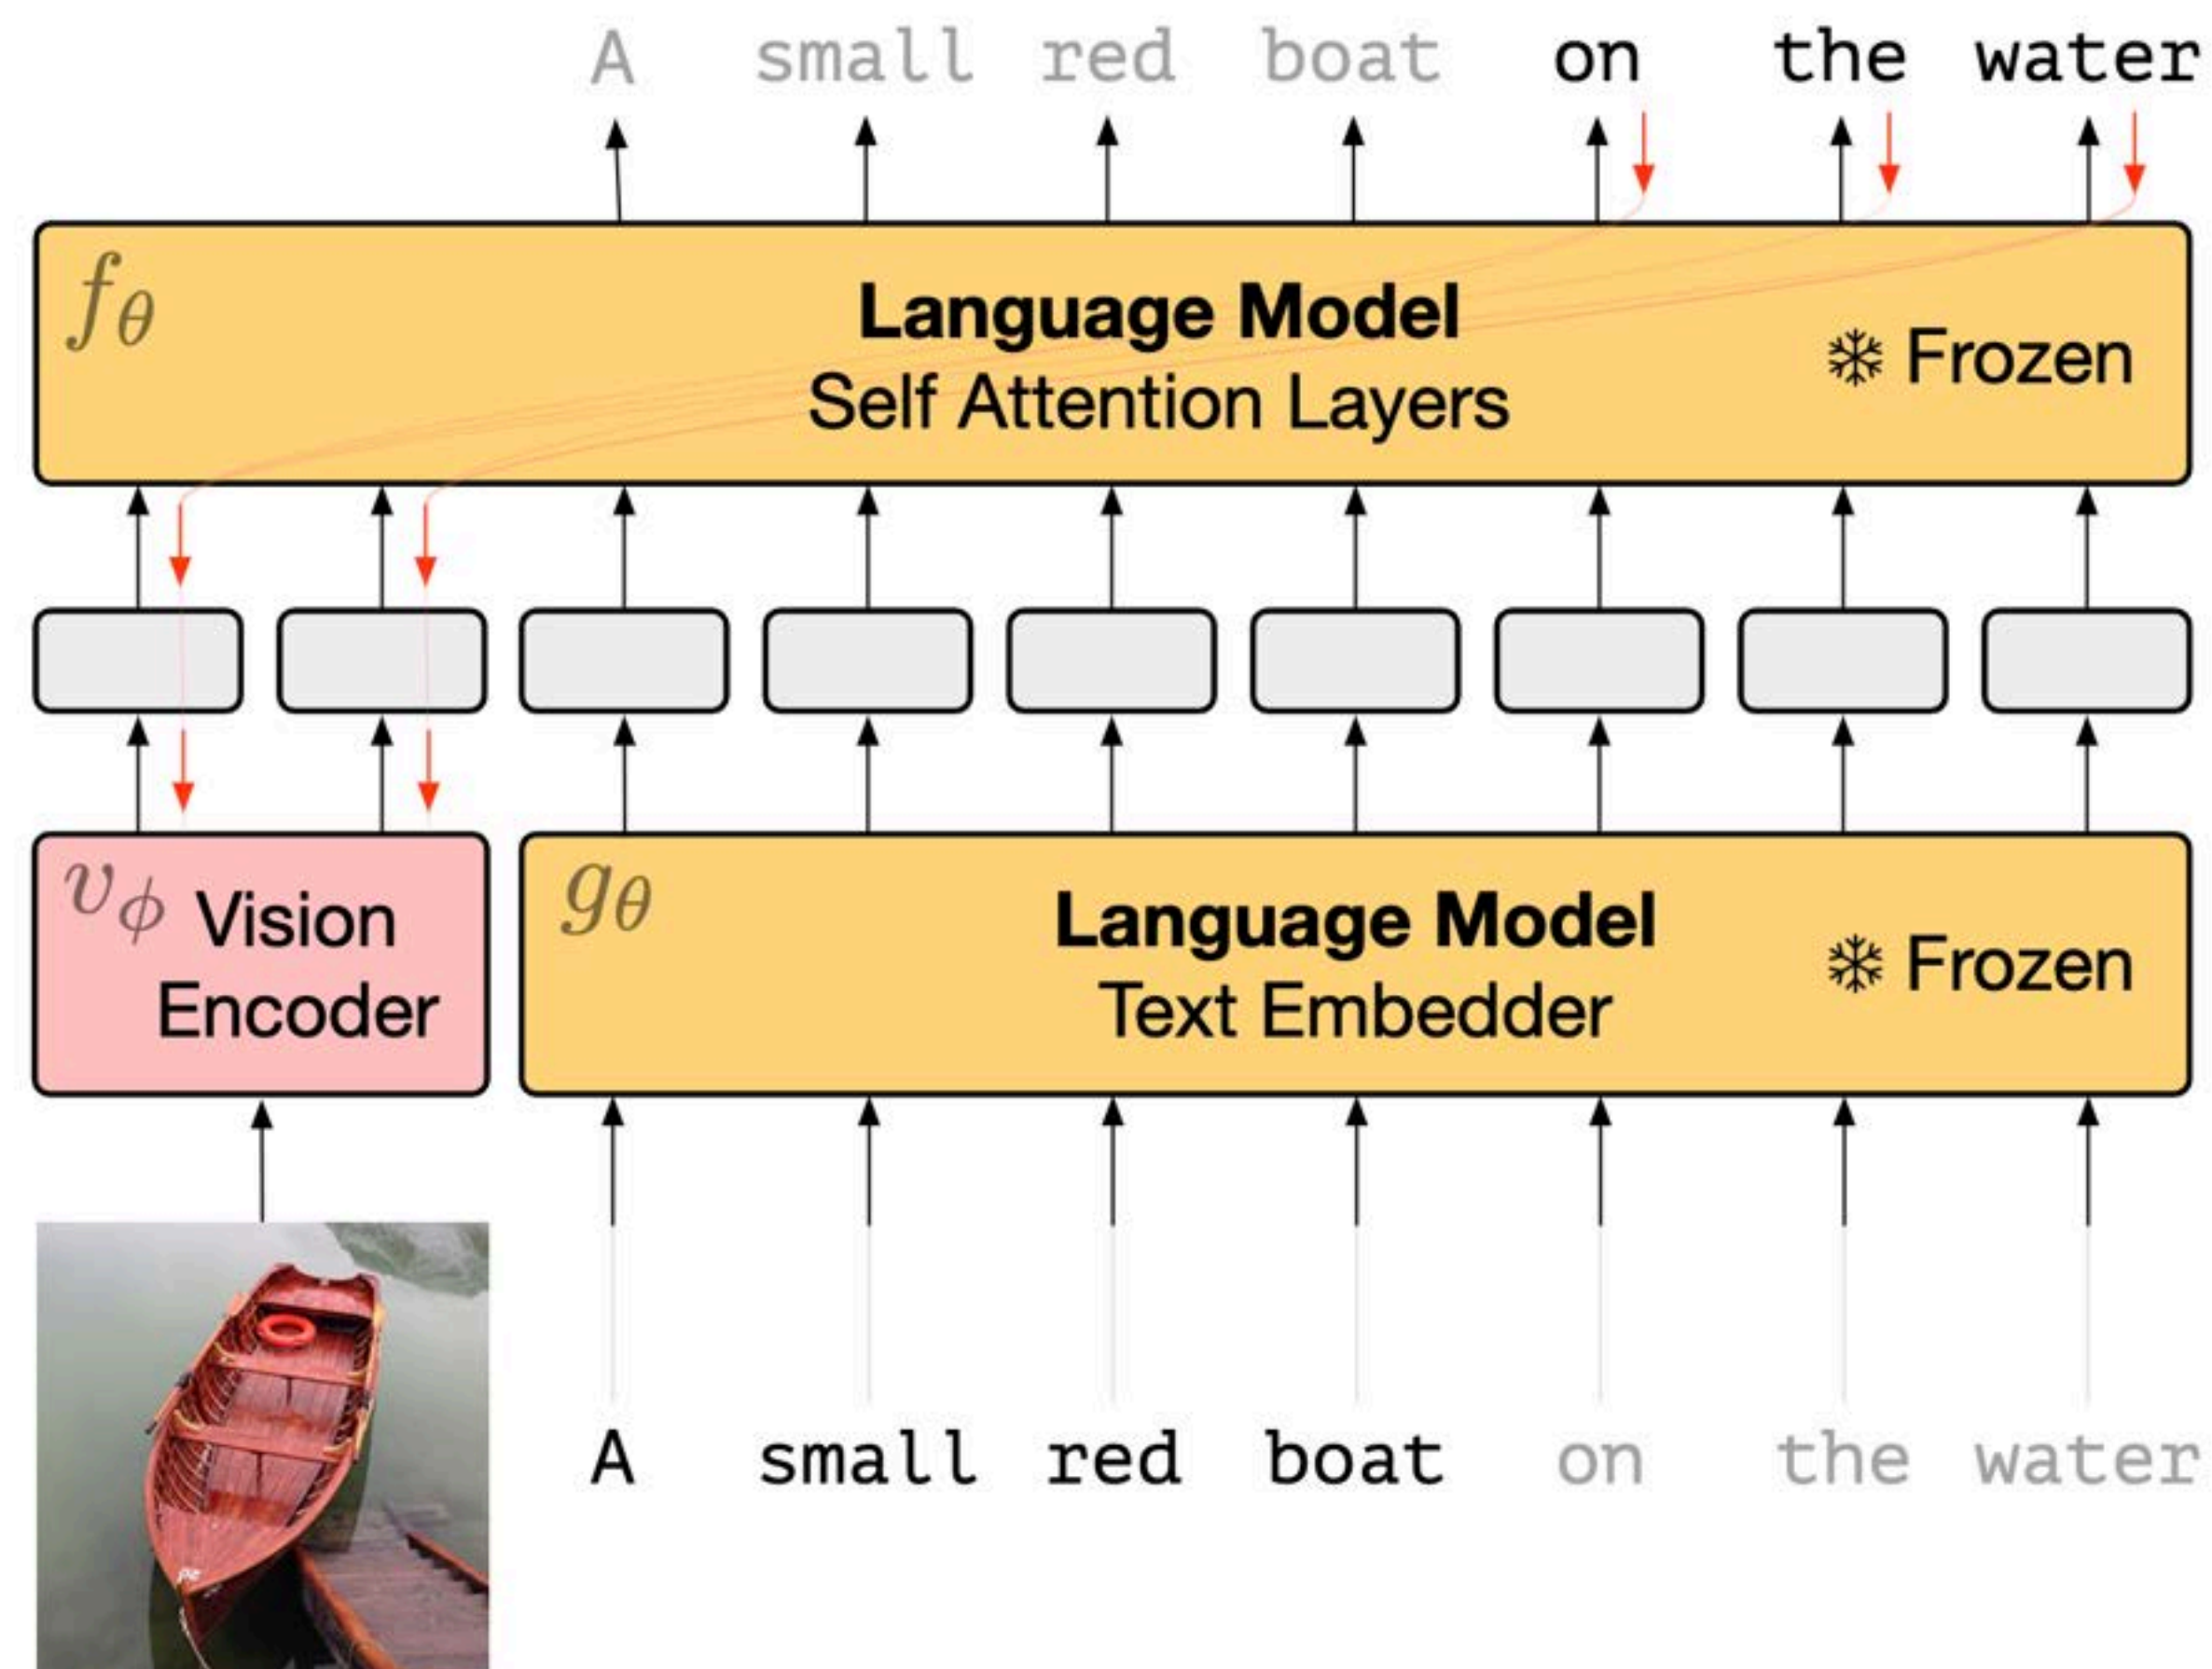 A small red boat on the water
fθ
Language Model
Self Attention Layers
❄ Frozen
vϕ Vision
Encoder
gθ
Language Model
Text Embedder
❄ Frozen
A small red boat on the water